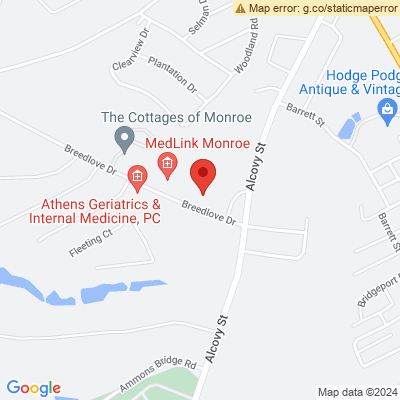 Map error: g.co/staticmaperror
Selman
Woodland Rd
Clearview Dr
Plantation Dr
Hodge Podg
Antique & Vintag
Barrett St
The Cottages of Monroe
MedLink Monroe
Breedlove Dr
Alcovy St
Athens Geriatrics &
Internal Medicine, PC
Breedlove Dr
Fleeting Ct
Barrett St
Bridgeport
Alcovy St
Ammons Bridge Rd
Google
Map data ©2024